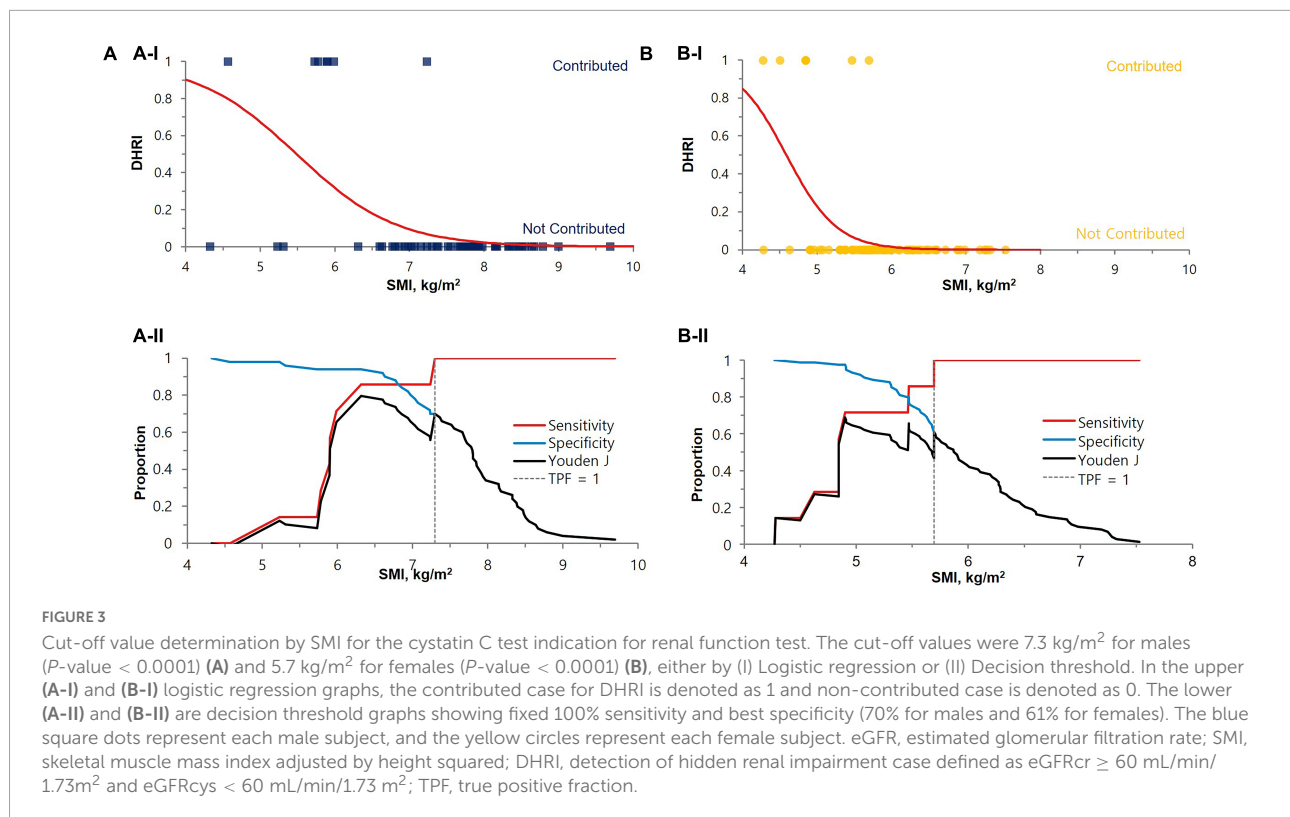 A A-I
1
0.8
0.6
0.4
0.2
0
DHRI
Contributed
Not Contributed
4 5 6 7 8 9 10
SMI, kg/m²
B B-I
1
0.8
0.6
0.4
0.2
0
DHRI
Contributed
Not Contributed
4 5 6 7 8 9 10
SMI, kg/m²
A-II
1
0.8
0.6
0.4
0.2
0
Proportion
Sensitivity
Specificity
Youden J
TPF = 1
4 5 6 7 8 9 10
SMI, kg/m²
B-II
1
0.8
0.6
0.4
0.2
0
Proportion
Sensitivity
Specificity
Youden J
TPF = 1
4 5 6 7 8
SMI, kg/m²
FIGURE 3
Cut-off value determination by SMI for the cystatin C test indication for renal function test. The cut-off values were 7.3 kg/m² for males
(P-value < 0.0001) (A) and 5.7 kg/m² for females (P-value < 0.0001) (B), either by (I) Logistic regression or (II) Decision threshold. In the upper
(A-I) and (B-I) logistic regression graphs, the contributed case for DHRI is denoted as 1 and non-contributed case is denoted as 0. The lower
(A-II) and (B-II) are decision threshold graphs showing fixed 100% sensitivity and best specificity (70% for males and 61% for females). The blue
square dots represent each male subject, and the yellow circles represent each female subject. eGFR, estimated glomerular filtration rate; SMI,
skeletal muscle mass index adjusted by height squared; DHRI, detection of hidden renal impairment case defined as eGFRcr ≥ 60 mL/min/
1.73m² and eGFRcys < 60 mL/min/1.73 m²; TPF, true positive fraction.